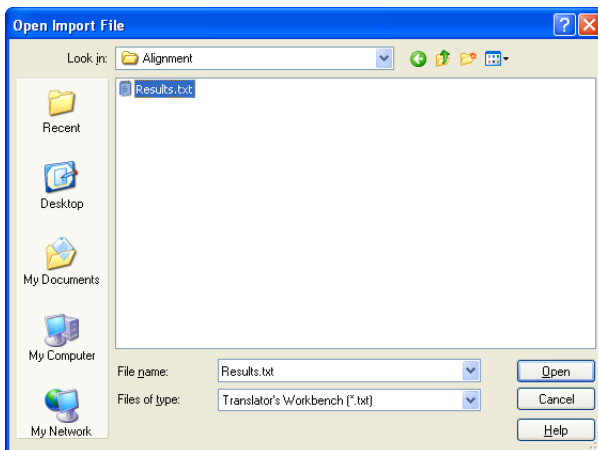 Open Import File
Look in: Alignment
Results.txt
Recent
Desktop
My Documents
My Computer
My Network
File name: Results.txt
Files of type: Translator's Workbench (*.txt)
Open
Cancel
Help